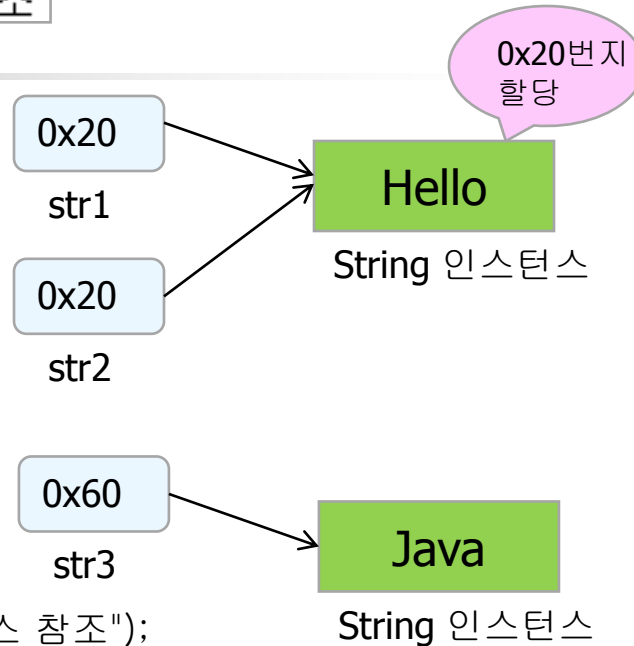 조
0x20번지
할당
0x20
str1
Hello
String 인스턴스
0x20
str2
0x60
str3
Java
String 인스턴스
스 참조");